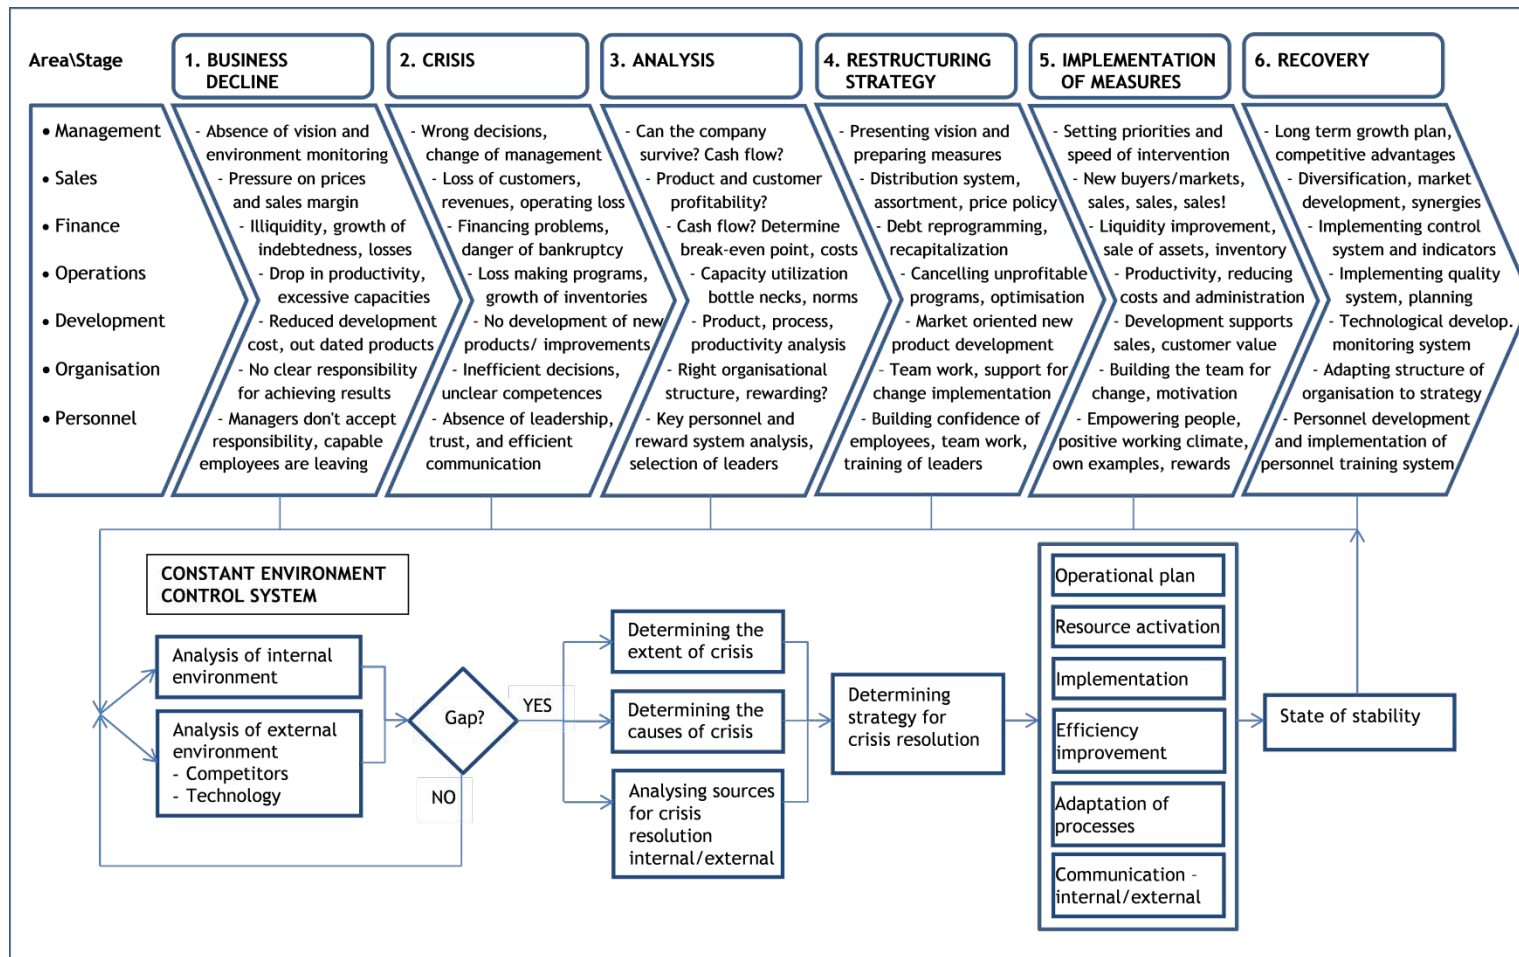 Area\Stage
1. BUSINESS
DECLINE
2. CRISIS
3. ANALYSIS
4. RESTRUCTURING
STRATEGY
5. IMPLEMENTATION
OF MEASURES
6. RECOVERY
• Management
• Sales
• Finance
• Operations
• Development
• Organisation
• Personnel
- Absence of vision and
environment monitoring
- Pressure on prices
and sales margin
- Illiquidity, growth of
indebtedness, losses
- Drop in productivity,
excessive capacities
- Reduced development
cost, out dated products
- No clear responsibility
for achieving results
- Managers don't accept
responsibility, capable
employees are leaving
- Wrong decisions,
change of management
- Loss of customers,
revenues, operating loss
- Financing problems,
danger of bankruptcy
- Loss making programs,
growth of inventories
- No development of new
products/ improvements
- Inefficient decisions,
unclear competences
- Absence of leadership,
trust, and efficient
communication
- Can the company
survive? Cash flow?
- Product and customer
profitability?
- Cash flow? Determine
break-even point, costs
- Capacity utilization
bottle necks, norms
- Product, process,
productivity analysis
- Right organisational
structure, rewarding?
- Key personnel and
reward system analysis,
selection of leaders
- Presenting vision and
preparing measures
- Distribution system,
assortment, price policy
- Debt reprogramming,
recapitalization
- Cancelling unprofitable
programs, optimisation
- Market oriented new
product development
- Team work, support for
change implementation
- Building confidence of
employees, team work,
training of leaders
- Setting priorities and
speed of intervention
- New buyers/markets,
sales, sales, sales!
- Liquidity improvement,
sale of assets, inventory
- Productivity, reducing
costs and administration
- Development supports
sales, customer value
- Building the team for
change, motivation
- Empowering people,
positive working climate,
own examples, rewards
- Long term growth plan,
competitive advantages
- Diversification, market
development, synergies
- Implementing control
system and indicators
- Implementing quality
system, planning
- Technological develop.
monitoring system
- Adapting structure of
organisation to strategy
- Personnel development
and implementation of
personnel training system
CONSTANT ENVIRONMENT
CONTROL SYSTEM
Analysis of internal
environment
Analysis of external
environment
- Competitors
- Technology
Gap?
YES
NO
Determining the
extent of crisis
Determining the
causes of crisis
Analysing sources
for crisis
resolution
internal/external
Determining
strategy for
crisis resolution
Operational plan
Resource activation
Implementation
Efficiency
improvement
Adaptation of
processes
Communication –
internal/external
State of stability